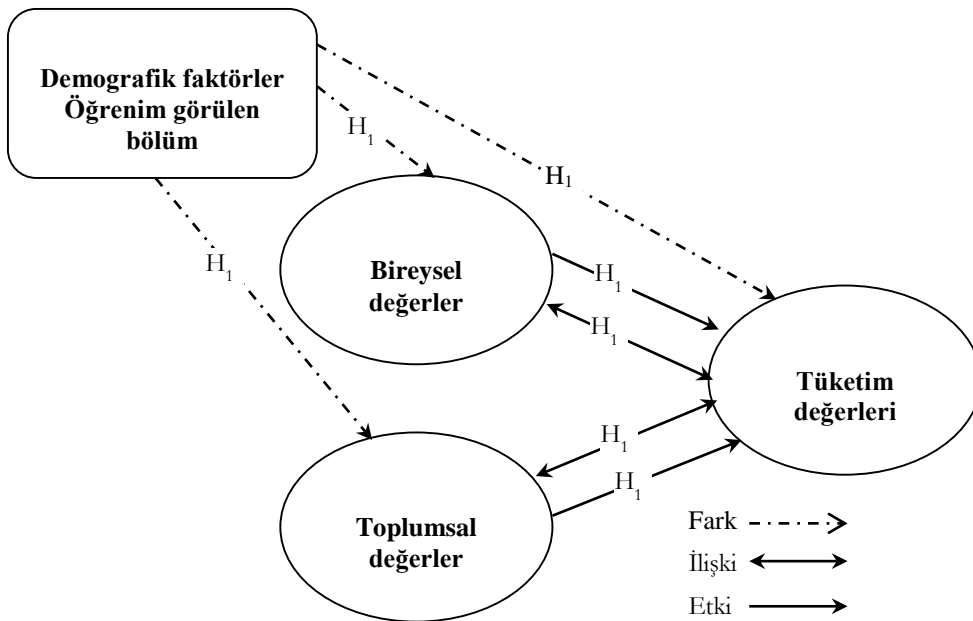 Demografik faktörler
Öğrenim görülen
bölüm
H₁
H₁
H₁
Bireysel
değerler
H₁
H₁
Tüketim
değerleri
H₁
H₁
Toplumsal
değerler
Fark
İlişki
Etki